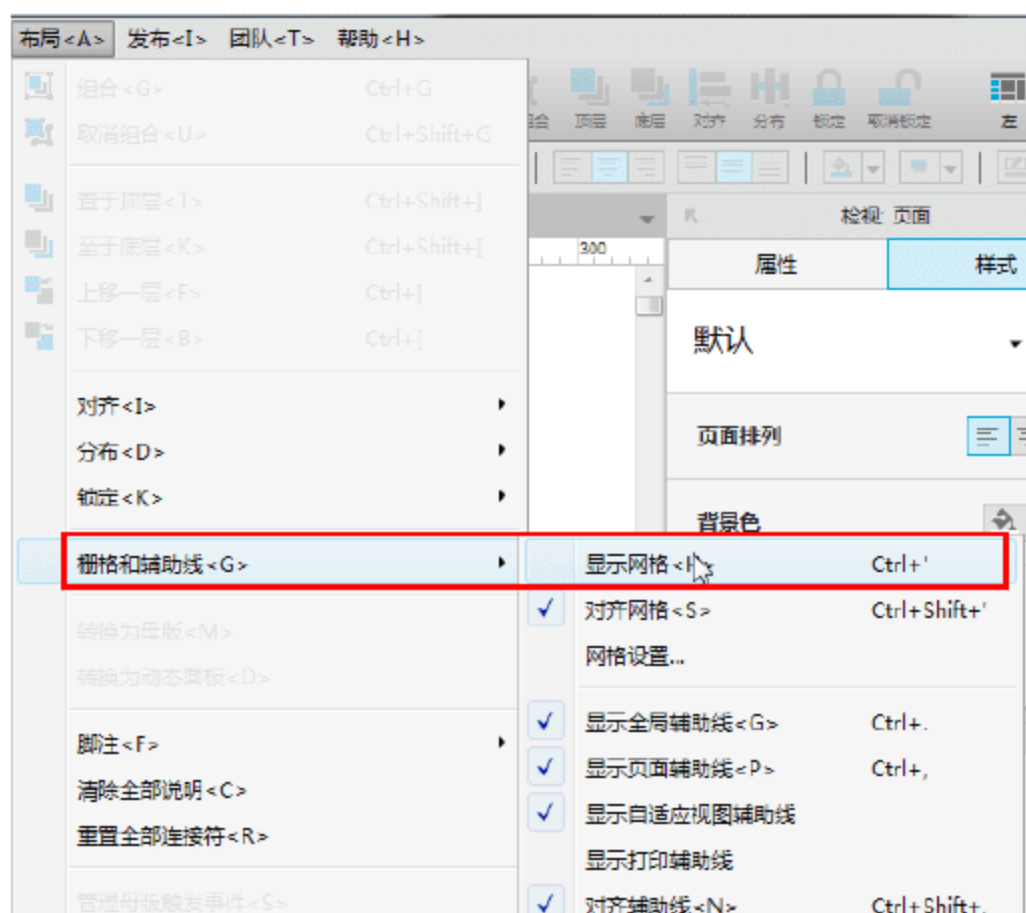 布局<A> 发布<I> 团队<T> 帮助<H>
组合<G> Ctrl+G
取消组合<U> Ctrl+Shift+G
置于顶层<T> Ctrl+Shift+]
至于底层<K> Ctrl+Shift+[
上移一层<F> Ctrl+]
下移一层<B> Ctrl+[
对齐<I>
分布<D>
锁定<K>
栅格和辅助线<G>
转换为母版<M>
转换为动态面板<D>
脚注<F>
清除全部说明<C>
重置全部连接符<R>
管理母版触发事件<S>
显示网格 Ctrl+'
对齐网格<S> Ctrl+Shift+'
网格设置...
显示全局辅助线<G> Ctrl+.
显示页面辅助线<P> Ctrl+,
显示自适应视图辅助线
显示打印辅助线
对齐辅助线<N> Ctrl+Shift+.
顶层 底层 对齐 分布 锁定 取消锁定 左
300
检视: 页面
属性 样式
默认
页面排列
背景色